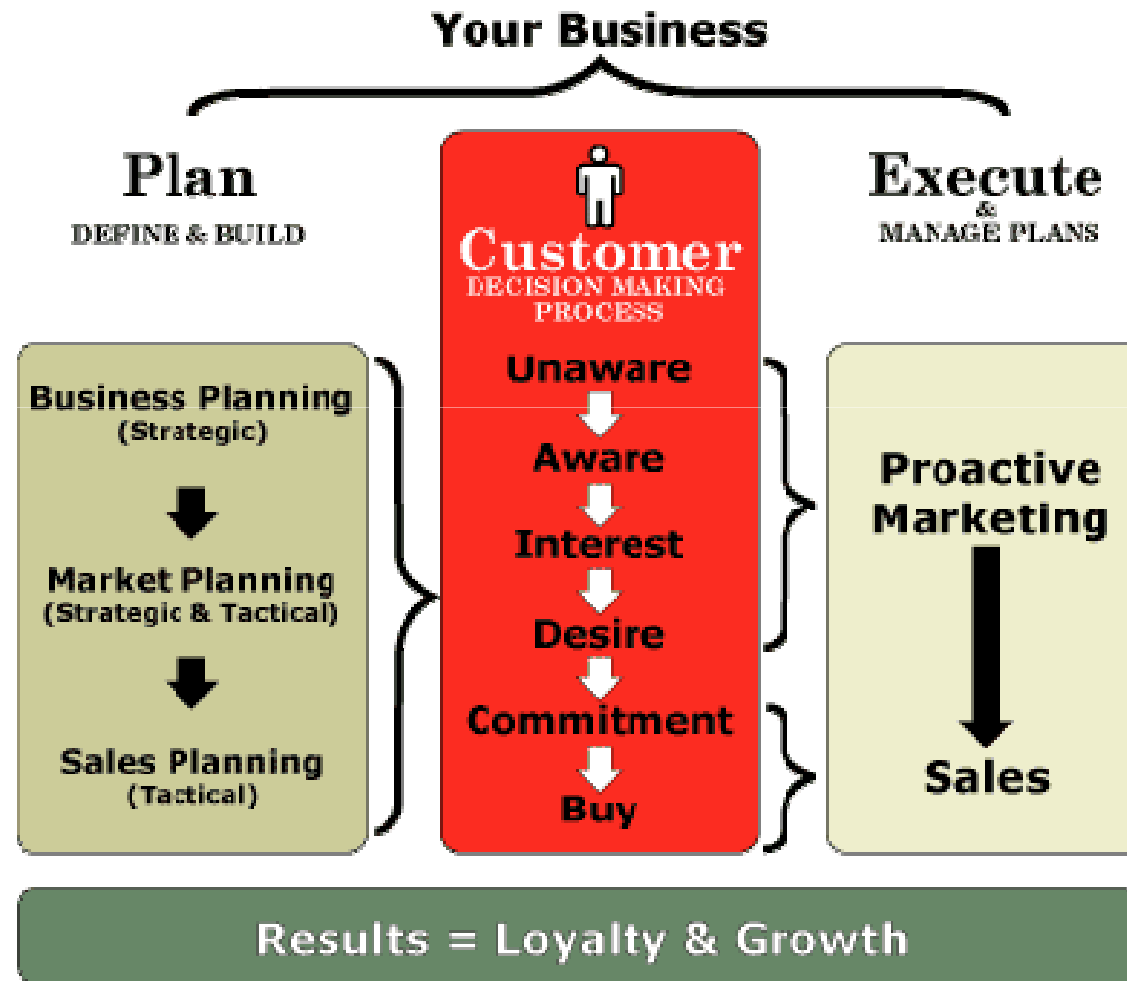 Your Business
Plan
DEFINE & BUILD
Business Planning
(Strategic)
Market Planning
(Strategic & Tactical)
Sales Planning
(Tactical)
Customer
DECISION MAKING
PROCESS
Unaware
Aware
Interest
Desire
Commitment
Buy
Execute
&
MANAGE PLANS
Proactive
Marketing
Sales
Results = Loyalty & Growth